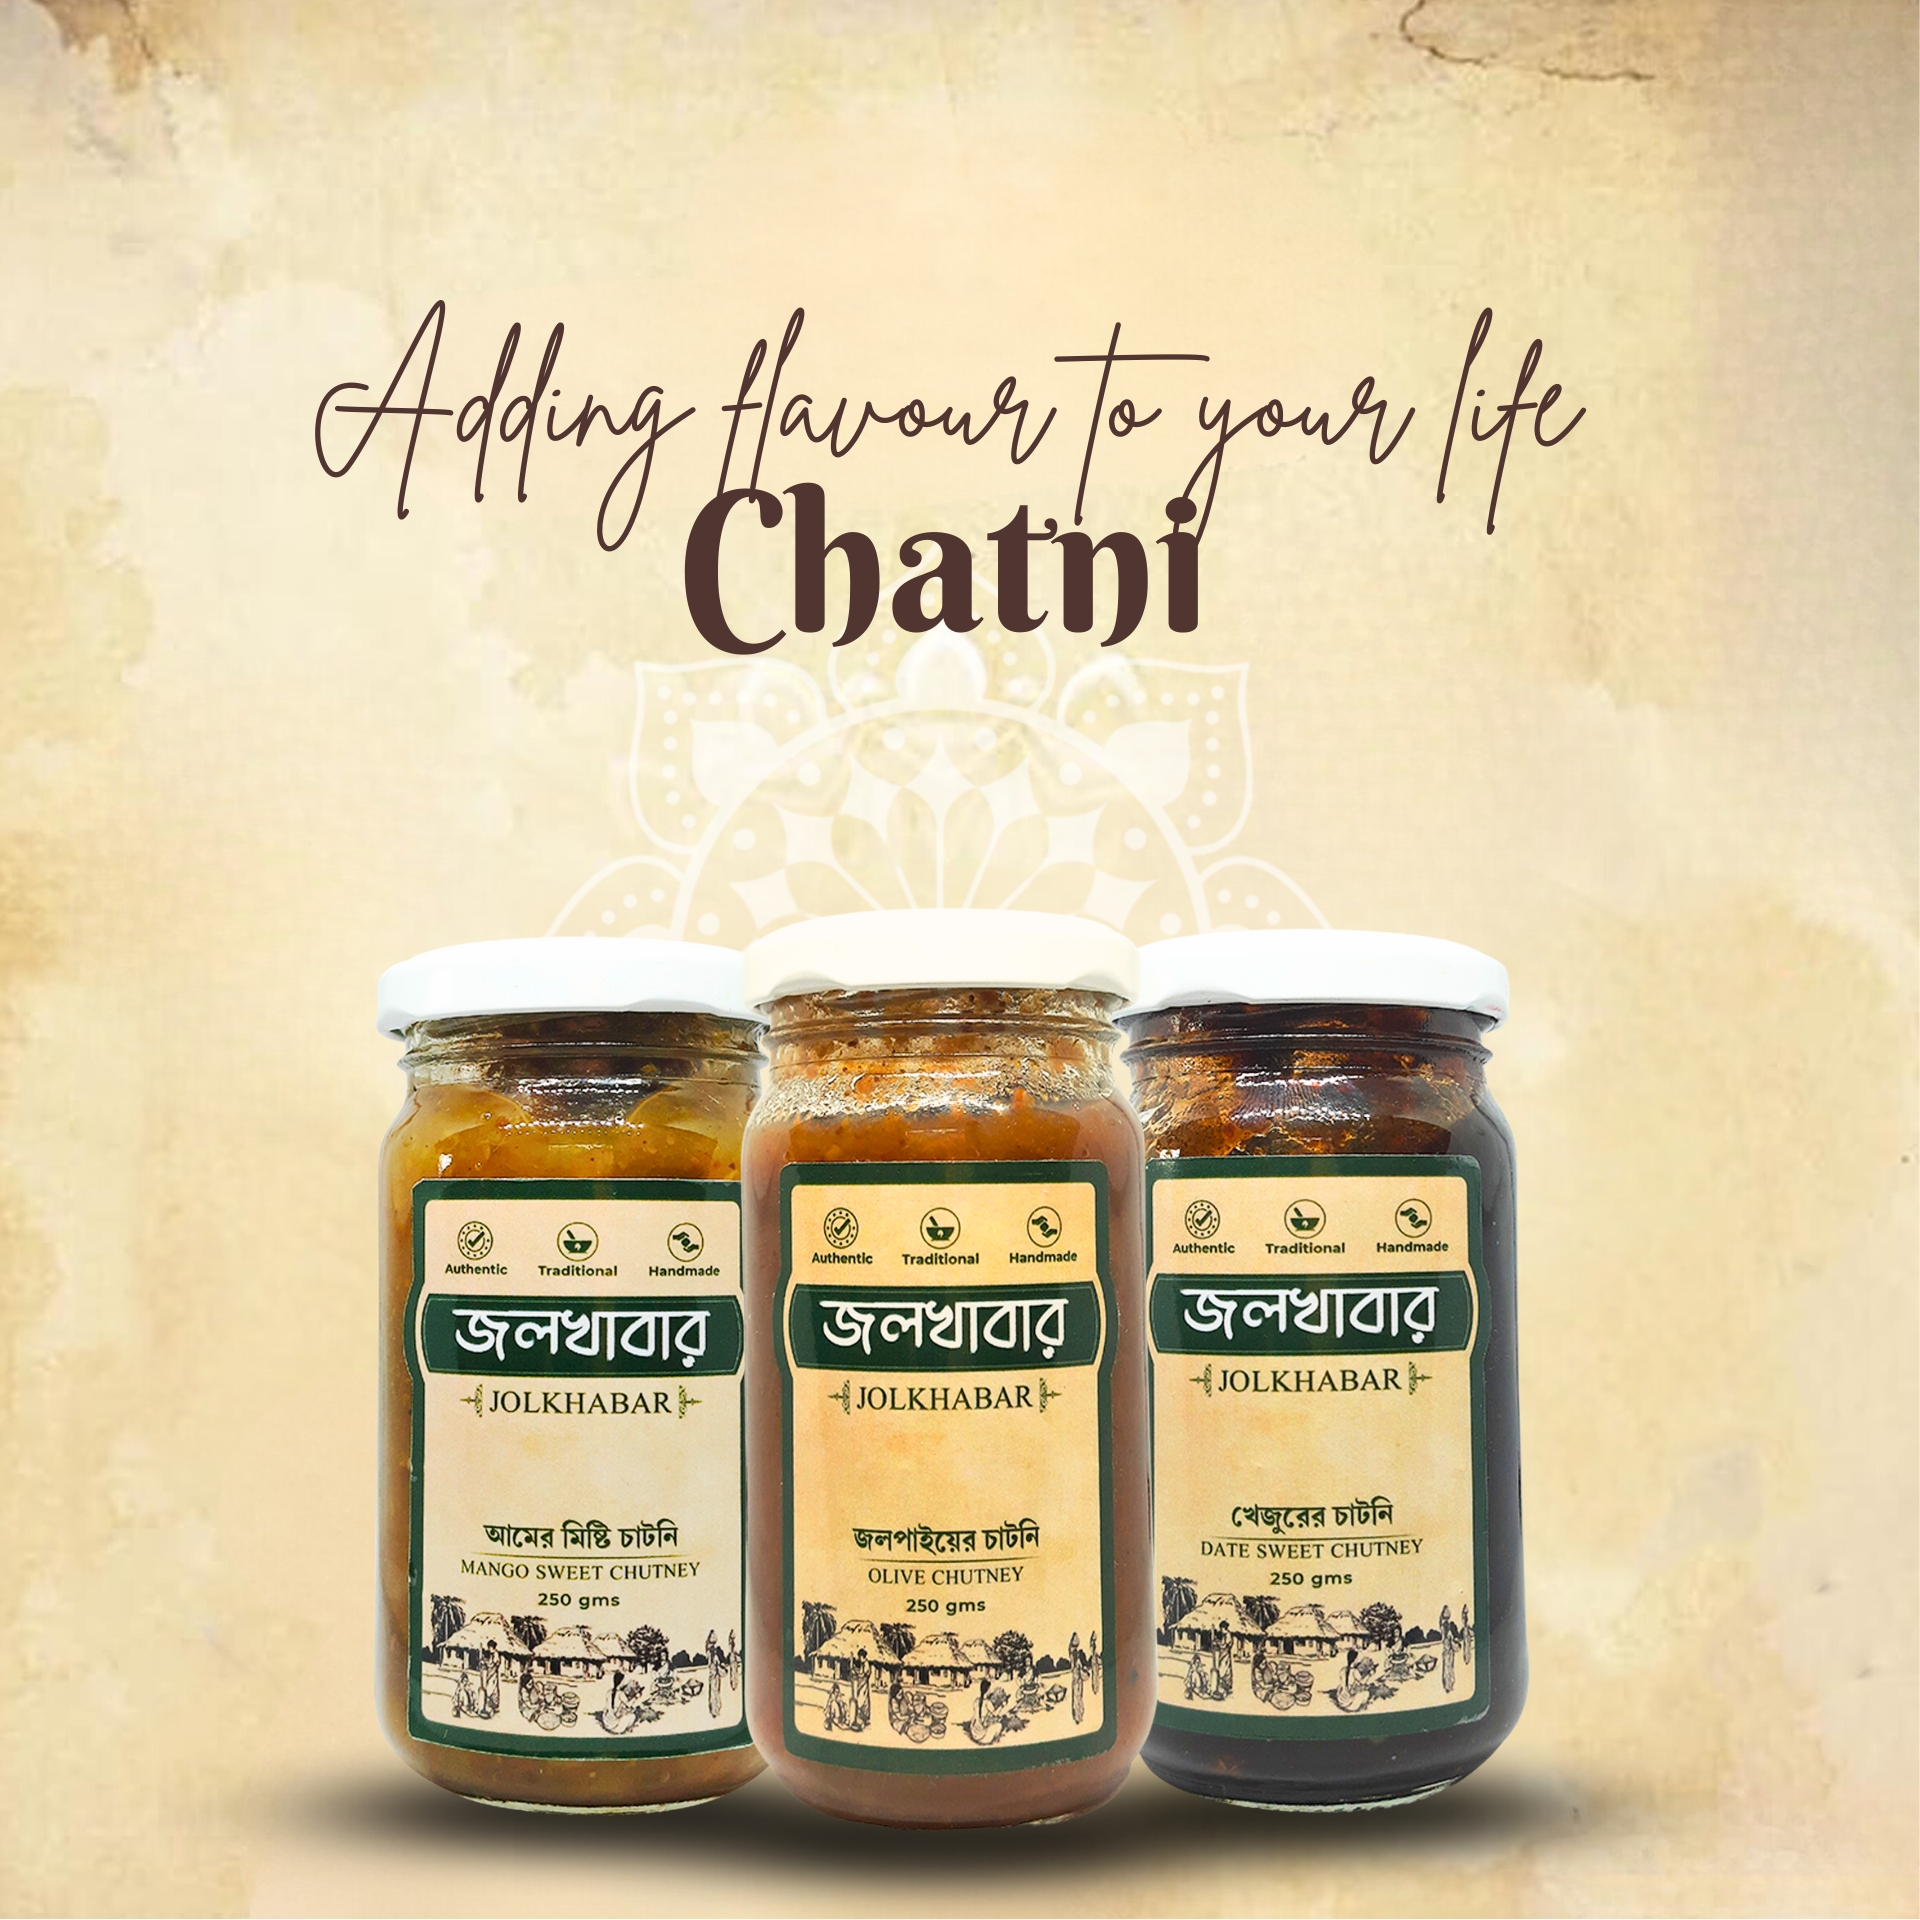 Adding flavour to your life
Chatni
Authentic Traditional Handmade
জলখাবার
JOLKHABAR
আমের মিষ্টি চাটনি
MANGO SWEET CHUTNEY
250 gms
Authentic Traditional Handmade
জলখাবার
JOLKHABAR
জলপাইয়ের চাটনি
OLIVE CHUTNEY
250 gms
Authentic Traditional Handmade
জলখাবার
JOLKHABAR
খেজুরের চাটনি
DATE SWEET CHUTNEY
250 gms